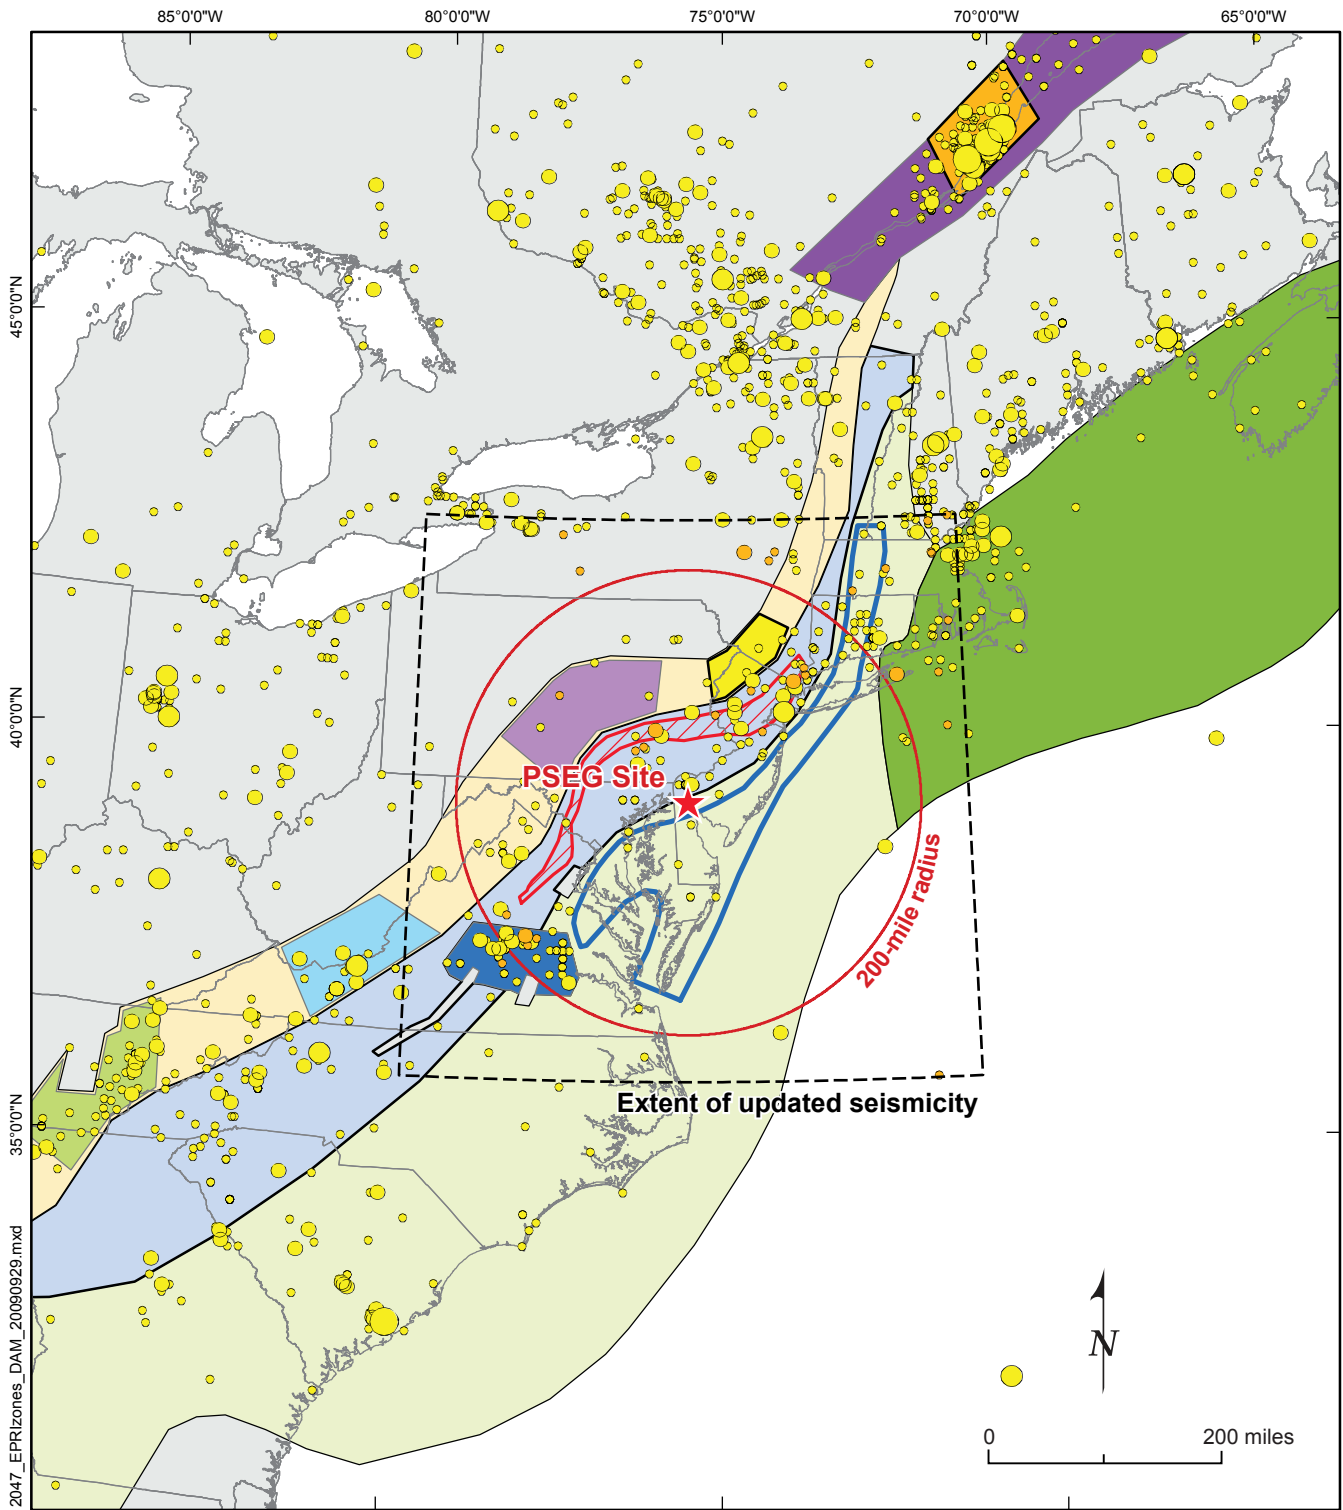 85°0'0"W 80°0'0"W 75°0'0"W 70°0'0"W 65°0'0"W
45°0'0"N
40°0'0"N
PSEG Site
200-mile radius
Extent of updated seismicity
35°0'0"N
N
0 200 miles
2047_EPRIzones_DAM_20090929.mxd